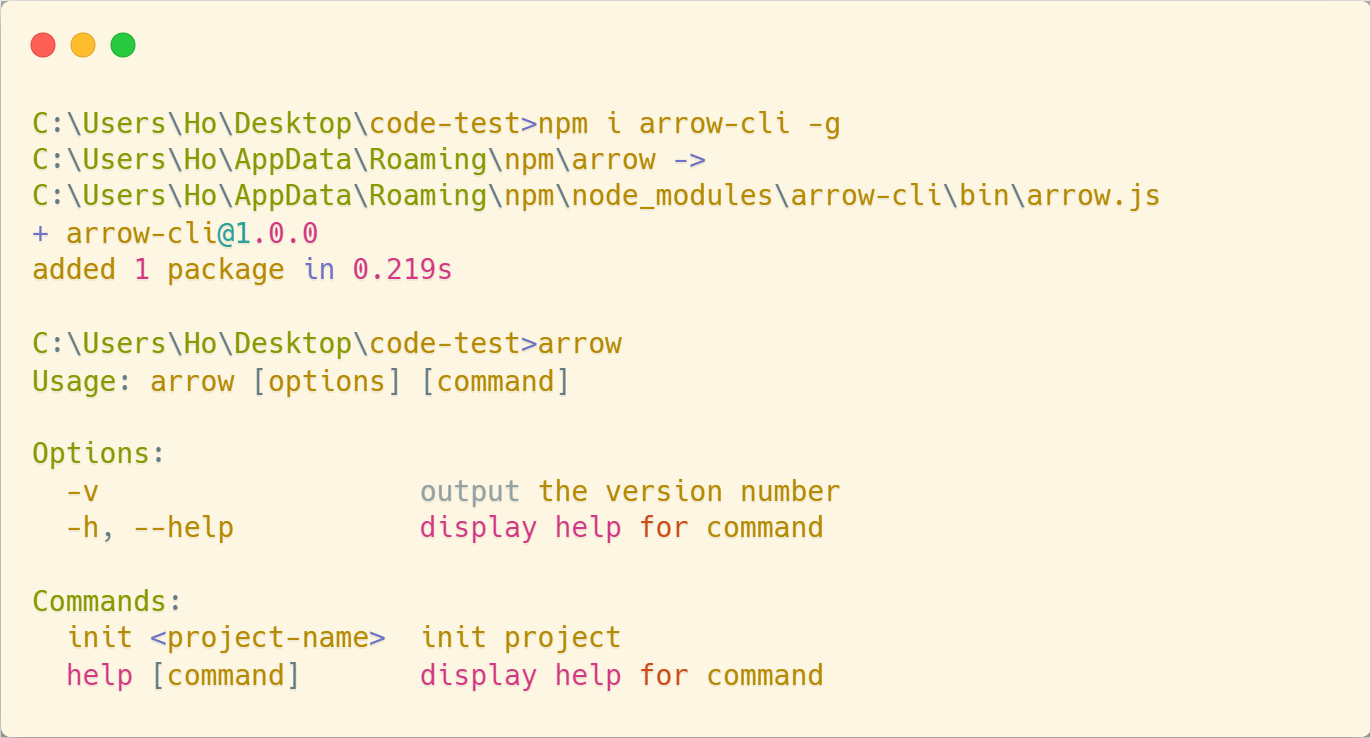 C:\Users\Ho\Desktop\code-test>npm i arrow-cli -g
C:\Users\Ho\AppData\Roaming\npm\arrow ->
C:\Users\Ho\AppData\Roaming\npm\node_modules\arrow-cli\bin\arrow.js
+ arrow-cli@1.0.0
added 1 package in 0.219s

C:\Users\Ho\Desktop\code-test>arrow
Usage: arrow [options] [command]

Options:
  -v                   output the version number
  -h, --help           display help for command

Commands:
  init <project-name>  init project
  help [command]       display help for command